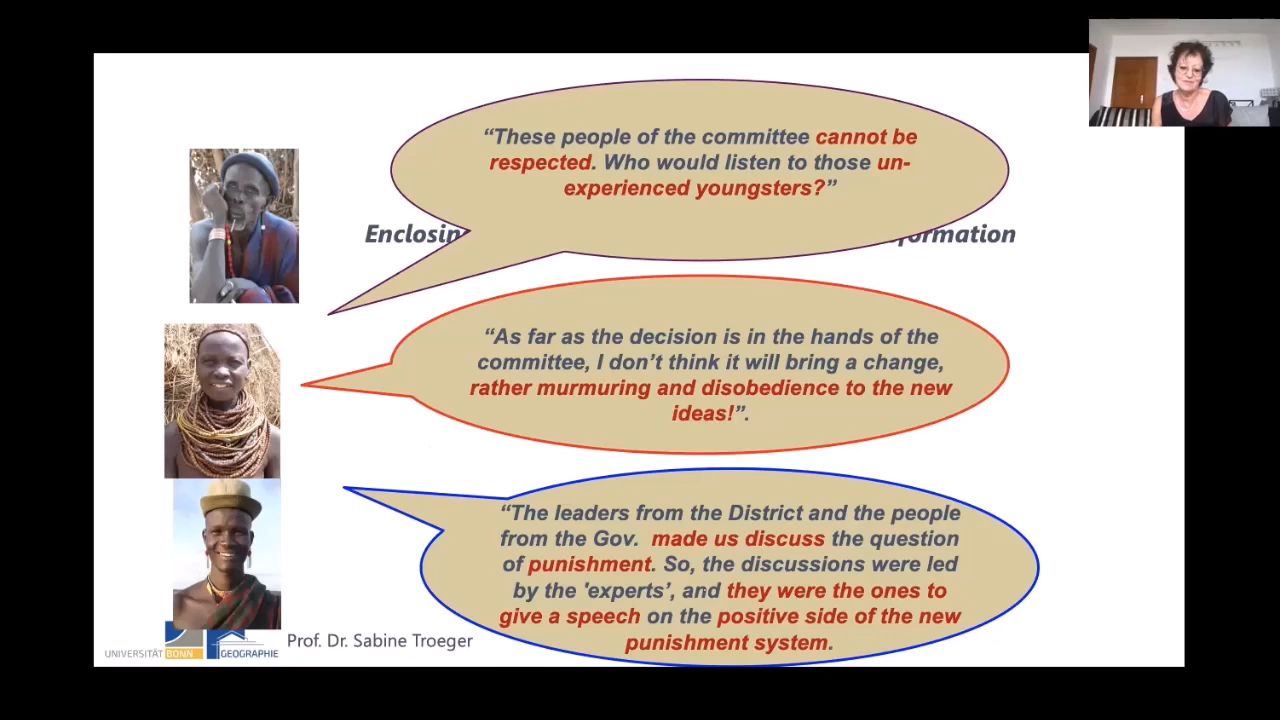 “These people of the committee cannot be
respected. Who would listen to those un-
experienced youngsters?”
formation
“As far as the decision is in the hands of the
committee, I don’t think it will bring a change,
rather murmuring and disobedience to the new
ideas!”.
“The leaders from the District and the people
from the Gov. made us discuss the question
of punishment. So, the discussions were led
by the 'experts’, and they were the ones to
give a speech on the positive side of the new
punishment system.
Prof. Dr. Sabine Troeger
UNIVERSITÄT BONN GEOGRAPHIE